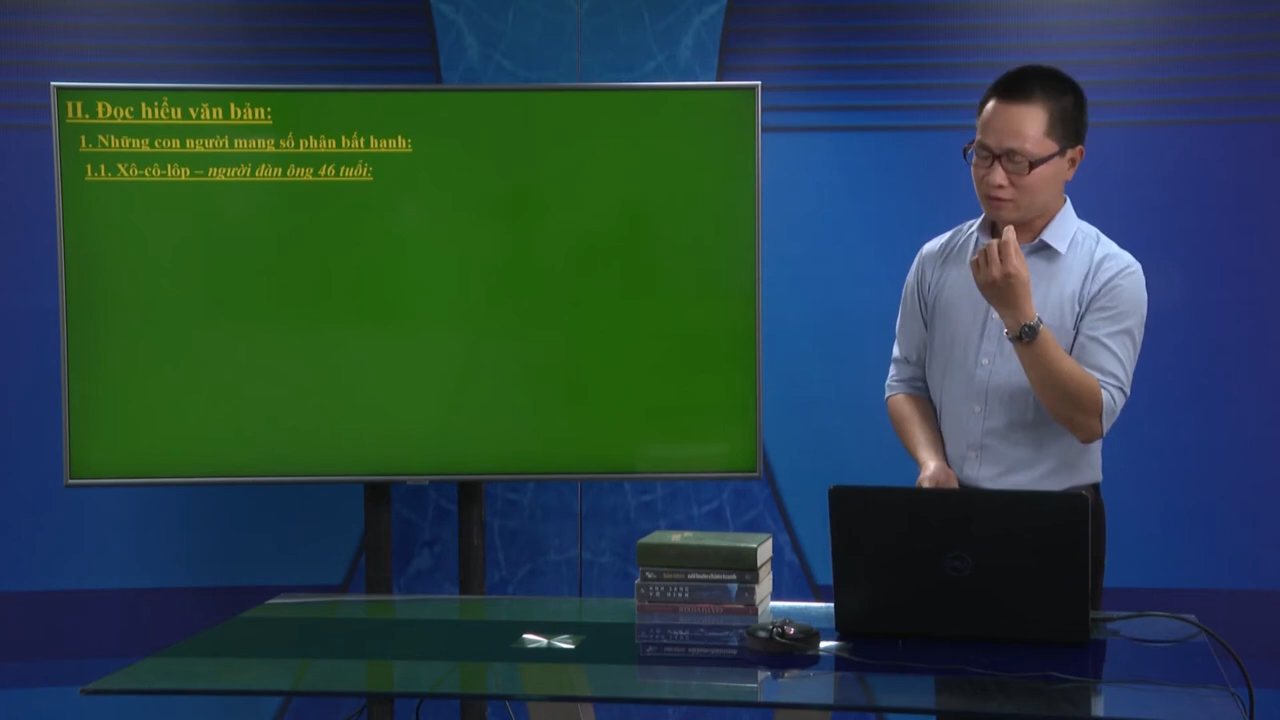 II. Đọc hiểu văn bản:
1. Những con người mang số phận bất hạnh:
1.1. Xô-cô-lôp – người đàn ông 46 tuổi: